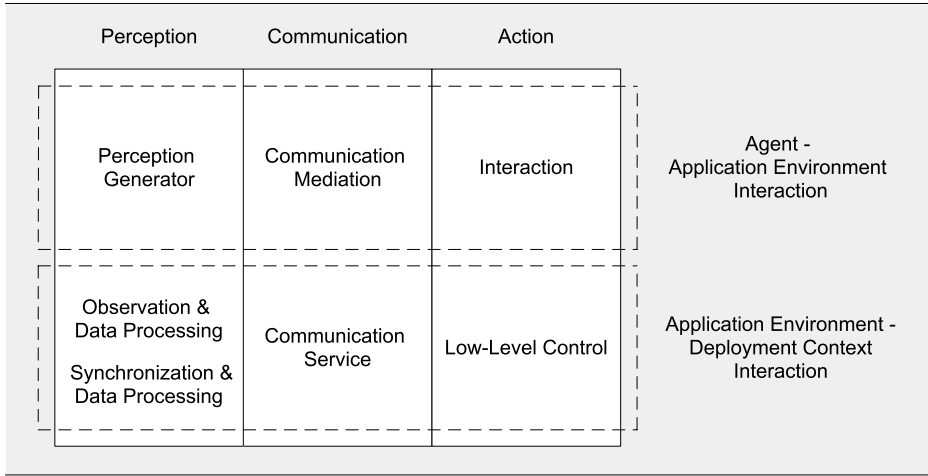 Perception
Communication
Action
Perception
Generator
Communication
Mediation
Interaction
Agent -
Application Environment
Interaction
Observation &
Data Processing
Synchronization &
Data Processing
Communication
Service
Low-Level Control
Application Environment -
Deployment Context
Interaction